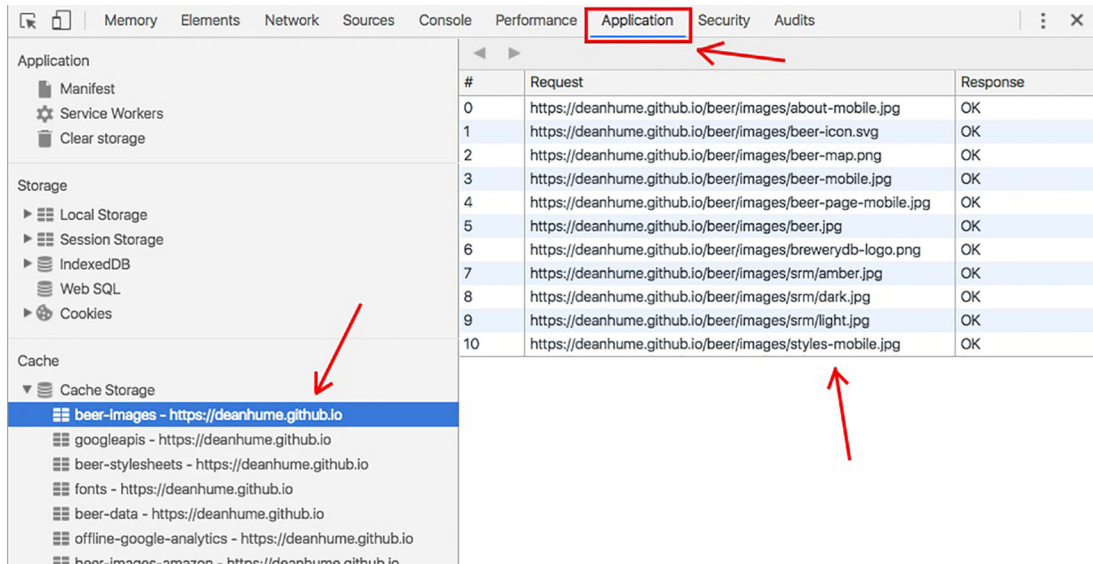 Memory Elements Network Sources Console Performance Application Security Audits
Application
Manifest
Service Workers
Clear storage
Storage
Local Storage
Session Storage
IndexedDB
Web SQL
Cookies
Cache
Cache Storage
beer-images - https://deanhume.github.io
googleapis - https://deanhume.github.io
beer-stylesheets - https://deanhume.github.io
fonts - https://deanhume.github.io
beer-data - https://deanhume.github.io
offline-google-analytics - https://deanhume.github.io
beer-images-amazon - https://deanhume.github.io
# Request Response
0 https://deanhume.github.io/beer/images/about-mobile.jpg OK
1 https://deanhume.github.io/beer/images/beer-icon.svg OK
2 https://deanhume.github.io/beer/images/beer-map.png OK
3 https://deanhume.github.io/beer/images/beer-mobile.jpg OK
4 https://deanhume.github.io/beer/images/beer-page-mobile.jpg OK
5 https://deanhume.github.io/beer/images/beer.jpg OK
6 https://deanhume.github.io/beer/images/brewerydb-logo.png OK
7 https://deanhume.github.io/beer/images/srm/amber.jpg OK
8 https://deanhume.github.io/beer/images/srm/dark.jpg OK
9 https://deanhume.github.io/beer/images/srm/light.jpg OK
10 https://deanhume.github.io/beer/images/styles-mobile.jpg OK